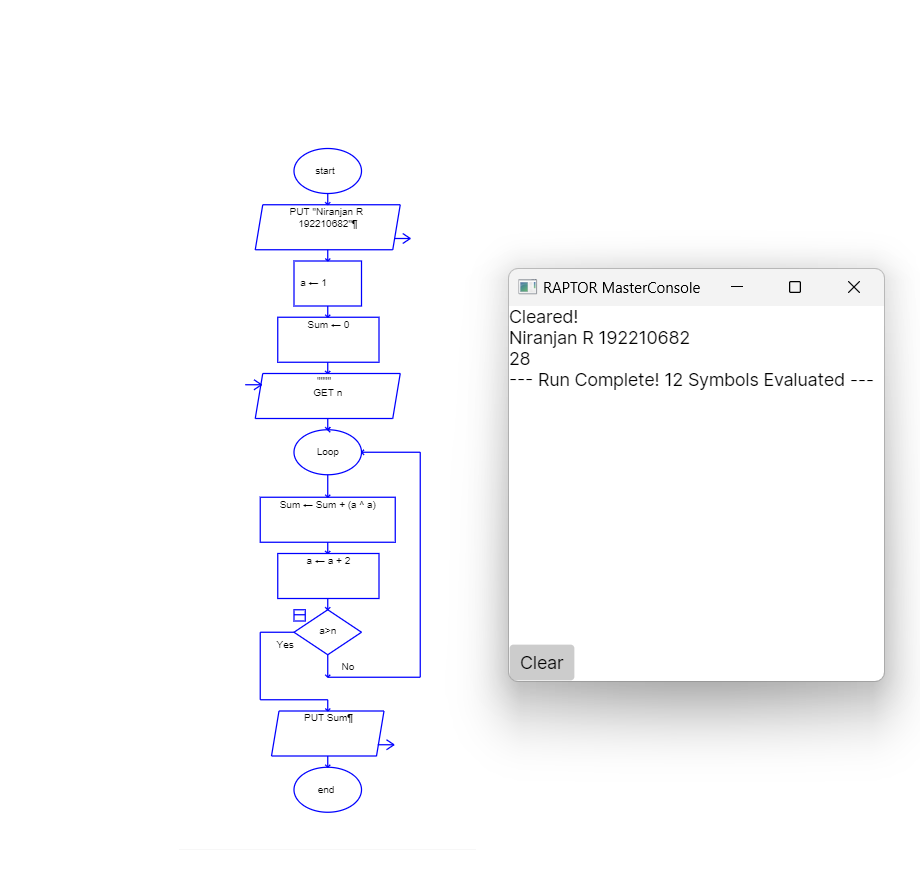 start
PUT "Niranjan R
192210682"¶
a ← 1
Sum ← 0
""""
GET n
Loop
Sum ← Sum + (a ^ a)
a ← a + 2
a>n
Yes
No
PUT Sum¶
end
RAPTOR MasterConsole
Cleared!
Niranjan R 192210682
28
--- Run Complete! 12 Symbols Evaluated ---
Clear